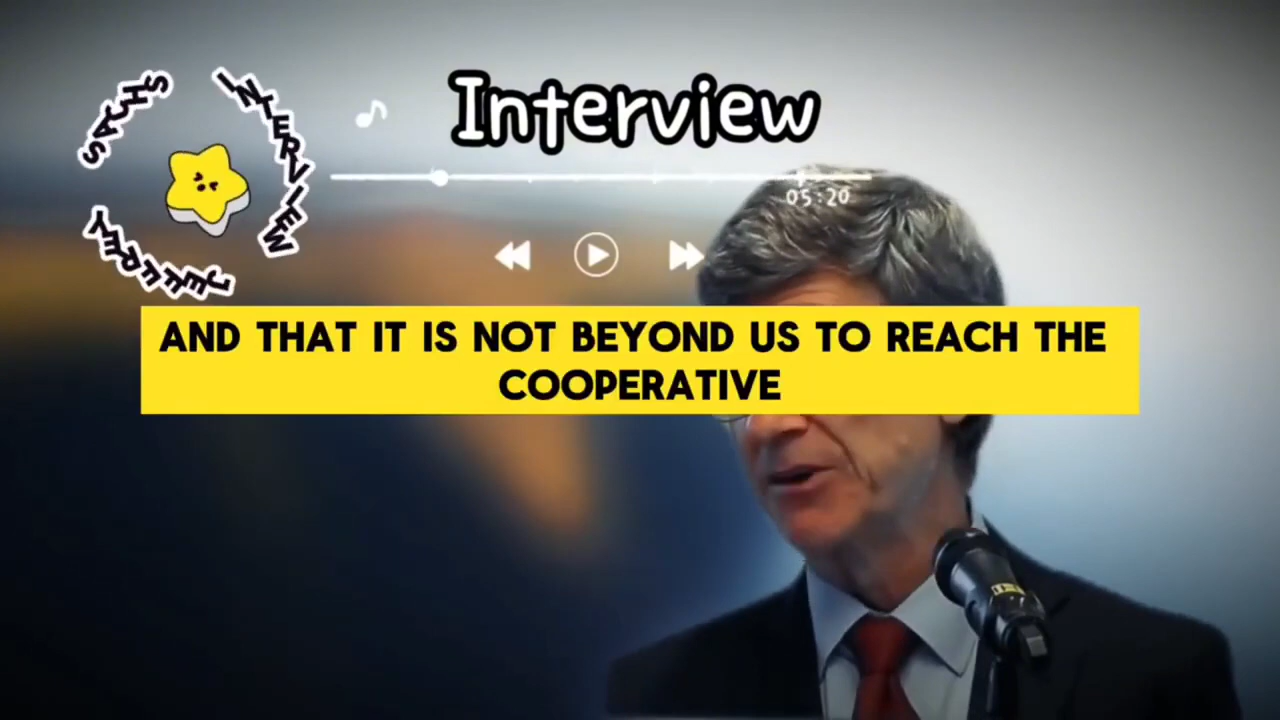 INTERVIEW
JEFFREY
SACHS
Interview
05:20
AND THAT IT IS NOT BEYOND US TO REACH THE
COOPERATIVE